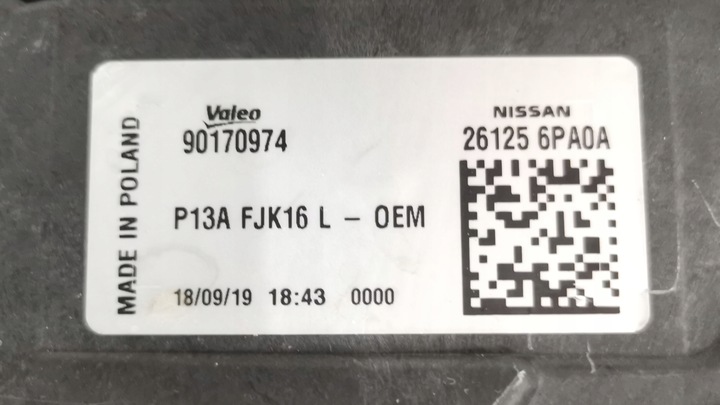 MADE IN POLAND
Valeo
90170974
NISSAN
26125 6PA0A
P13A FJK16 L - OEM
18/09/19 18:43 0000